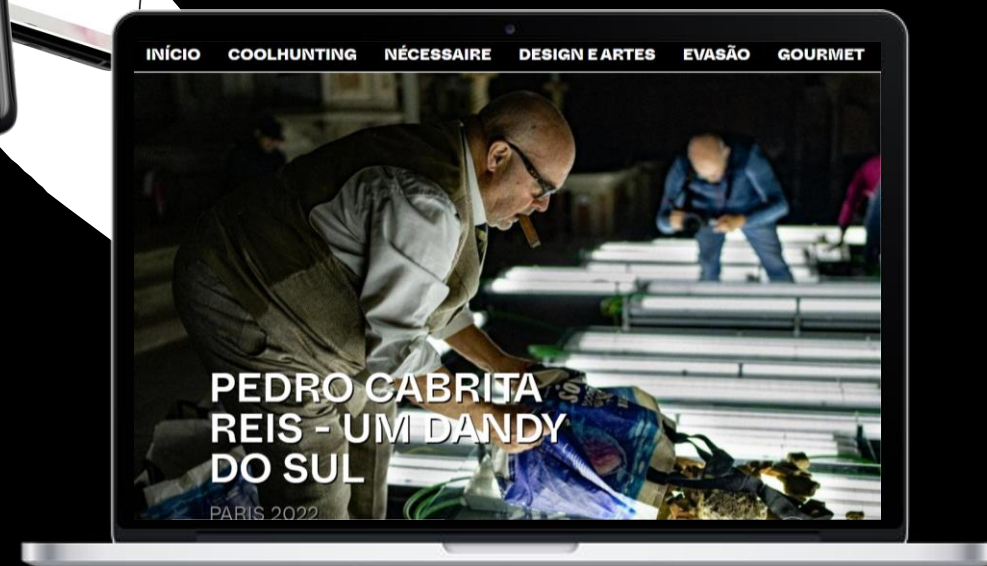 INÍCIO COOLHUNTING NÉCESSAIRE DESIGN E ARTES EVASÃO GOURMET
PEDRO CABRITA
REIS - UM DANDY
DO SUL
PARIS 2022